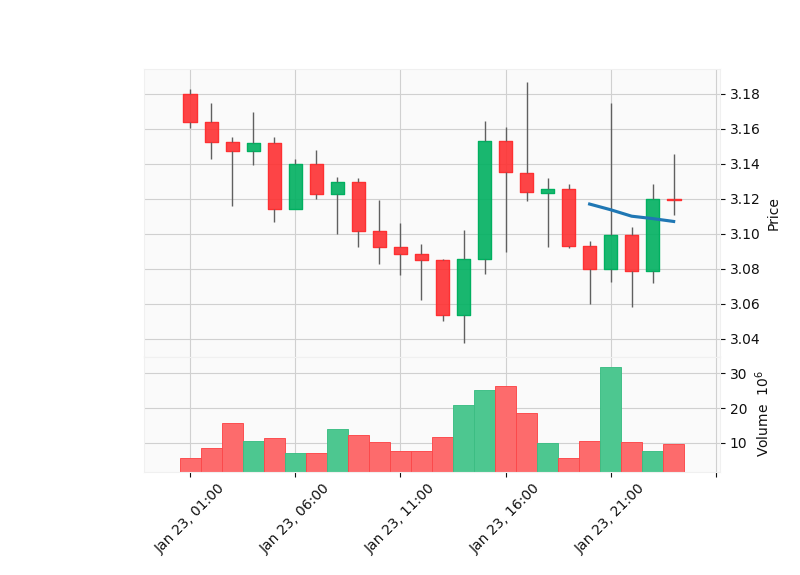 3.18
3.16
3.14
3.12
3.10
3.08
3.06
3.04
Price
30
20
10
Volume 10^6
Jan 23, 01:00
Jan 23, 06:00
Jan 23, 11:00
Jan 23, 16:00
Jan 23, 21:00